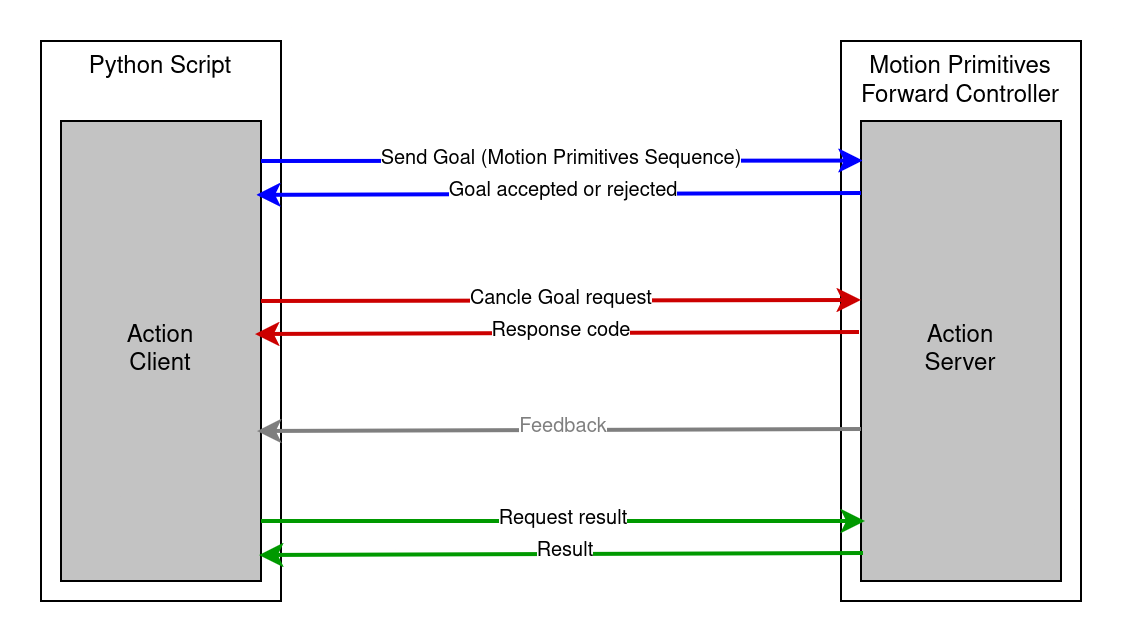 Python Script
Motion Primitives
Forward Controller
Send Goal (Motion Primitives Sequence)
Goal accepted or rejected
Cancle Goal request
Response code
Action
Client
Action
Server
Feedback
Request result
Result